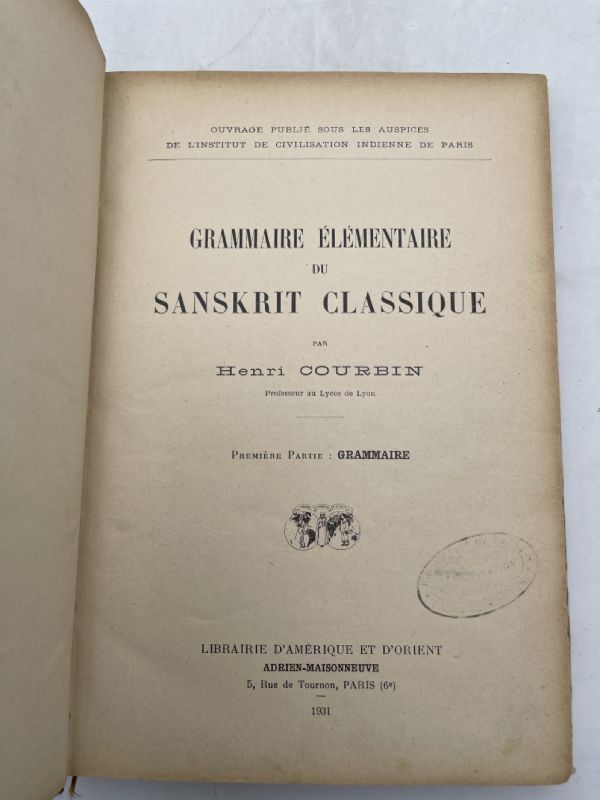 OUVRAGE PUBLIÉ SOUS LES AUSPICES
DE L'INSTITUT DE CIVILISATION INDIENNE DE PARIS
GRAMMAIRE ÉLÉMENTAIRE
DU
SANSKRIT CLASSIQUE
PAR
Henri COURBIN
Professeur au Lycée de Lyon
PREMIÈRE PARTIE : GRAMMAIRE
LIBRAIRIE D'AMÉRIQUE ET D'ORIENT
ADRIEN-MAISONNEUVE
5, Rue de Tournon, PARIS (6e)
1931